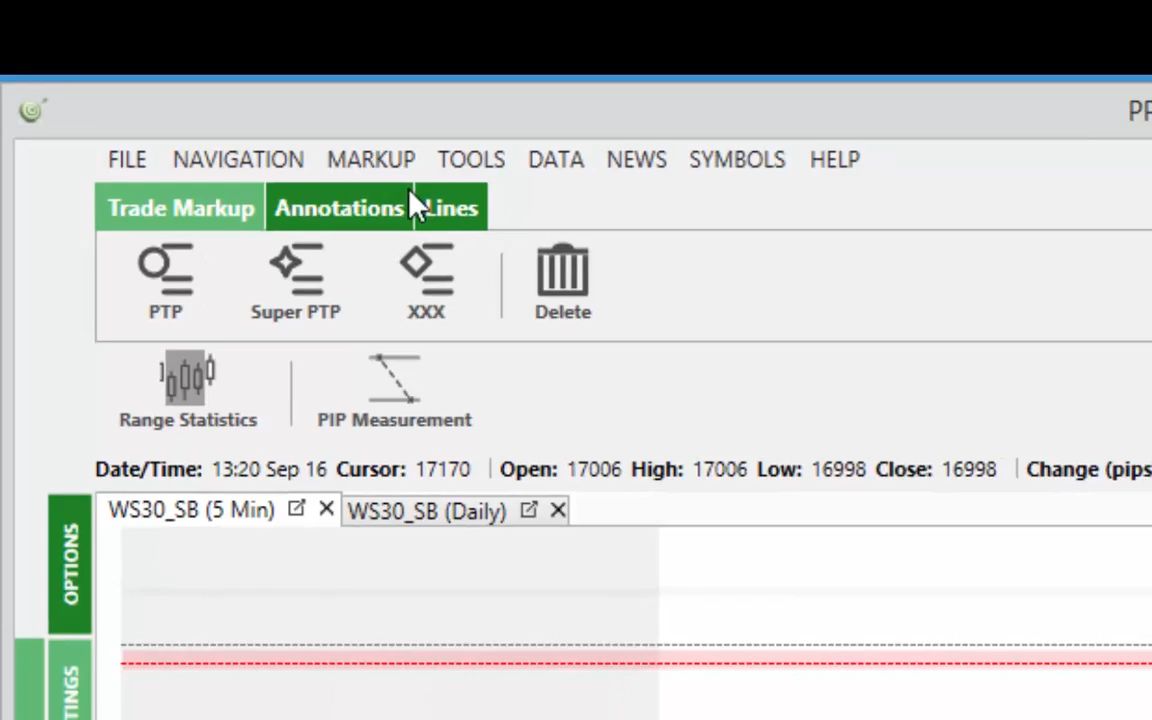 PP
FILE NAVIGATION MARKUP TOOLS DATA NEWS SYMBOLS HELP
Trade Markup Annotations Lines
PTP Super PTP XXX Delete
Range Statistics PIP Measurement
Date/Time: 13:20 Sep 16 Cursor: 17170 Open: 17006 High: 17006 Low: 16998 Close: 16998 Change (pips
WS30_SB (5 Min) WS30_SB (Daily)
OPTIONS
TINGS